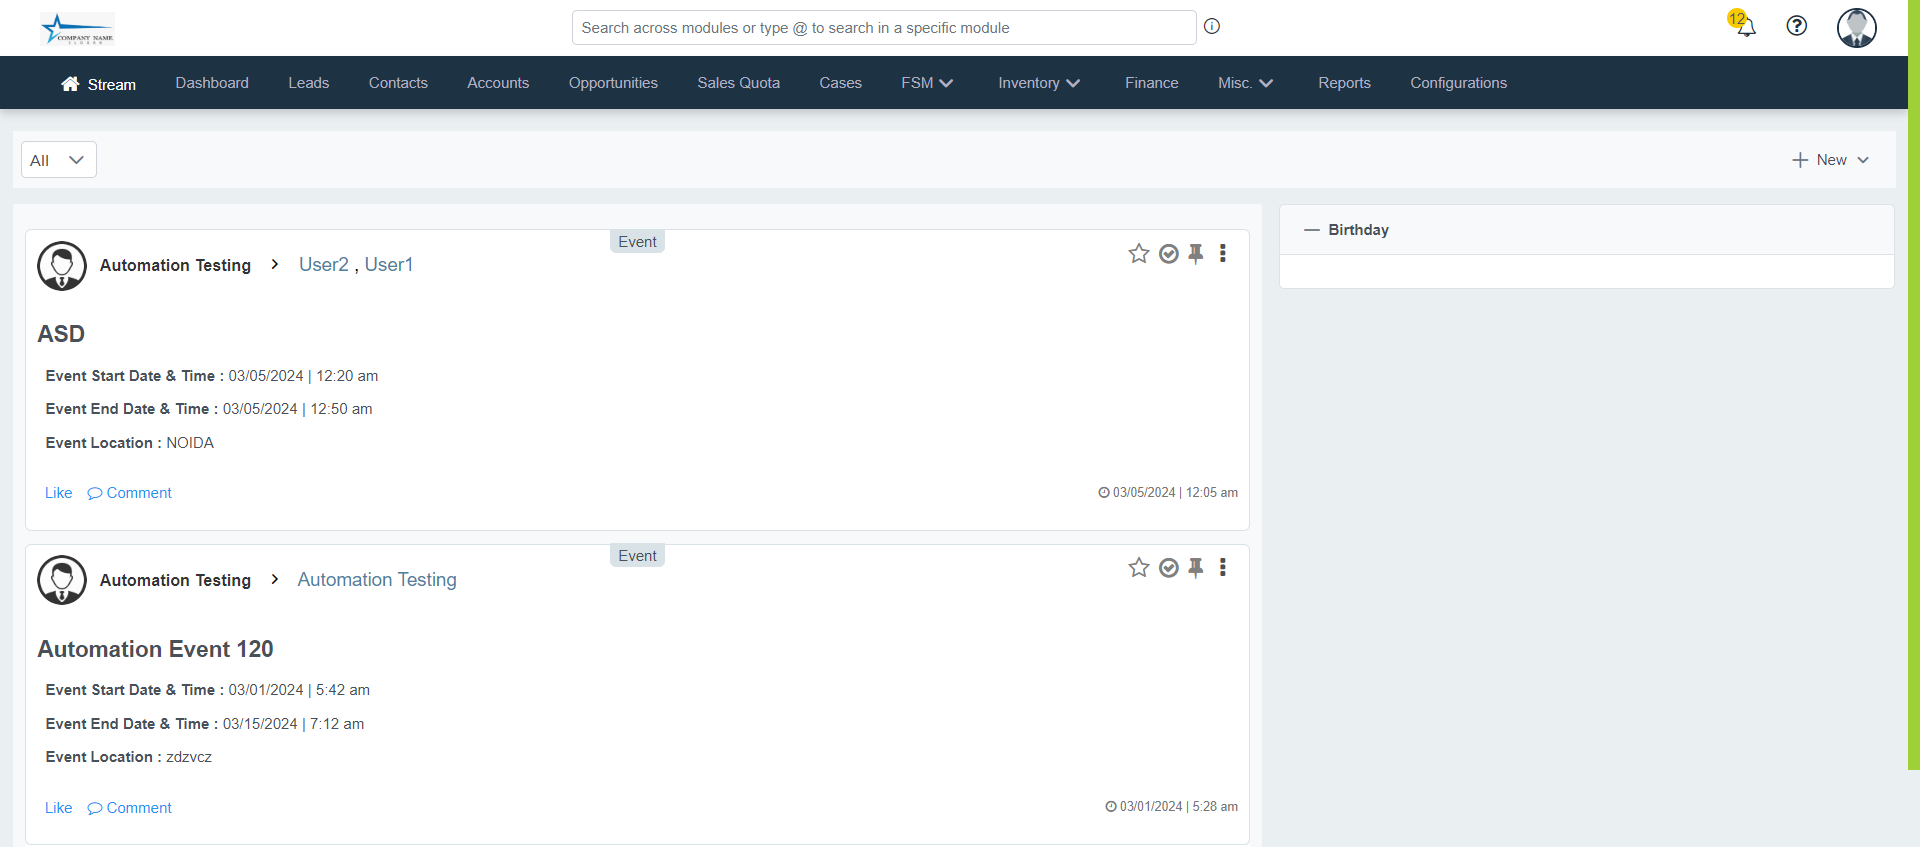 COMPANY NAME
Search across modules or type @ to search in a specific module
12
Stream Dashboard Leads Contacts Accounts Opportunities Sales Quota Cases FSM Inventory Finance Misc. Reports Configurations
All
New
Event
Automation Testing > User2 , User1
ASD
Event Start Date & Time : 03/05/2024 | 12:20 am
Event End Date & Time : 03/05/2024 | 12:50 am
Event Location : NOIDA
Like Comment 03/05/2024 | 12:05 am
Event
Automation Testing > Automation Testing
Automation Event 120
Event Start Date & Time : 03/01/2024 | 5:42 am
Event End Date & Time : 03/15/2024 | 7:12 am
Event Location : zdzvcz
Like Comment 03/01/2024 | 5:28 am
Birthday